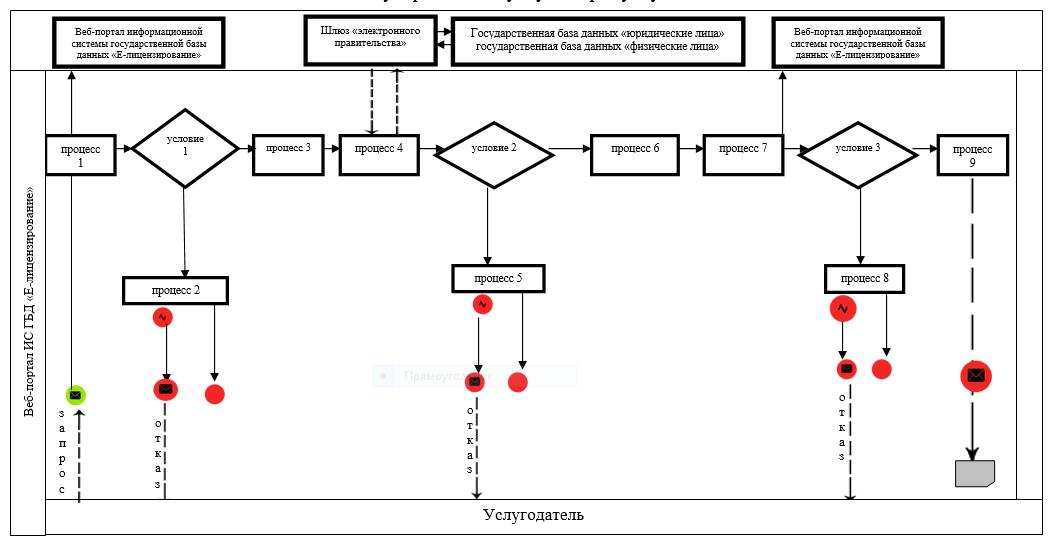 Веб-портал информационной
системы государственной базы
данных «Е-лицензирование»
Шлюз «электронного
правительства»
Государственная база данных «юридические лица»
государственная база данных «физические лица»
Веб-портал информационной
системы государственной базы
данных «Е-лицензирование»
Веб-портал ИС ГБД «Е-лицензирование»
процесс
1
условие
1
процесс 3
процесс 4
условие 2
процесс 6
процесс 7
условие 3
процесс
9
процесс 2
процесс 5
процесс 8
запрос
отказ
отказ
отказ
Услугодатель